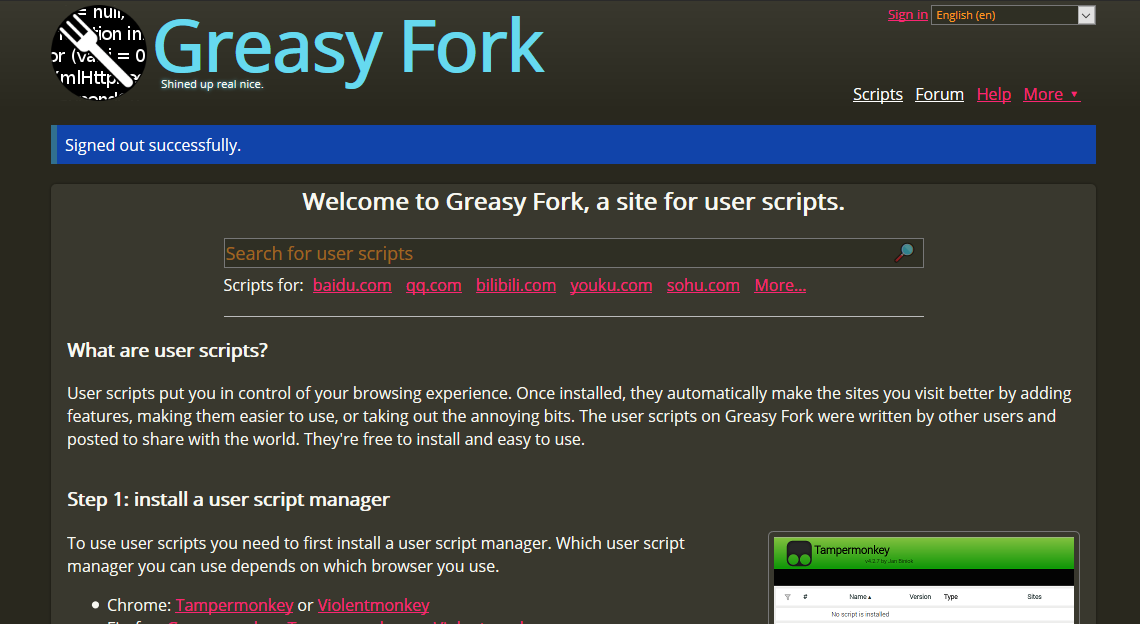 = null,
tion in
or (va i = 0
mlHttp
Greasy Fork
Shined up real nice.
Sign in English (en)
Scripts Forum Help More ▼
Signed out successfully.
Welcome to Greasy Fork, a site for user scripts.
Search for user scripts
Scripts for: baidu.com qq.com bilibili.com youku.com sohu.com More...
What are user scripts?
User scripts put you in control of your browsing experience. Once installed, they automatically make the sites you visit better by adding
features, making them easier to use, or taking out the annoying bits. The user scripts on Greasy Fork were written by other users and
posted to share with the world. They're free to install and easy to use.
Step 1: install a user script manager
To use user scripts you need to first install a user script manager. Which user script
manager you can use depends on which browser you use.
• Chrome: Tampermonkey or Violentmonkey
Tampermonkey
v4.2.7 by Jan Biniok
# Name▲ Version Type Sites
No script is installed